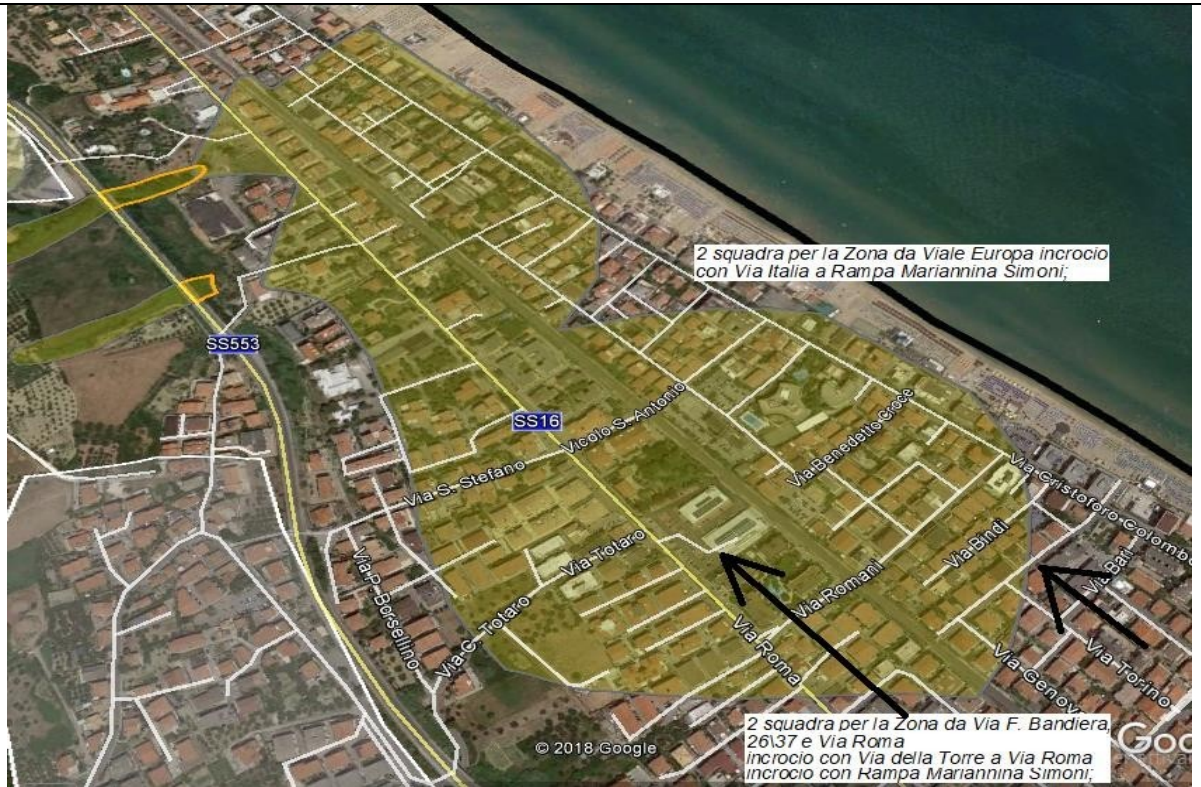 2 squadra per la Zona da Viale Europa incrocio
con Via Italia a Rampa Mariannina Simoni;
SS553
SS16
Vicolo S. Antonio
Via S. Stefano
Via Benedetto Croce
Via Cristoforo Colombo
Via Totaro
Via Bindi
Via Bari
Via P. Borsellino
Via C. Totaro
Via Romani
Via Roma
Via Genova
Via Torino
2 squadra per la Zona da Via F. Bandiera,
26\37 e Via Roma
incrocio con Via della Torre a Via Roma
incrocio con Rampa Mariannina Simoni;
© 2018 Google
Goo